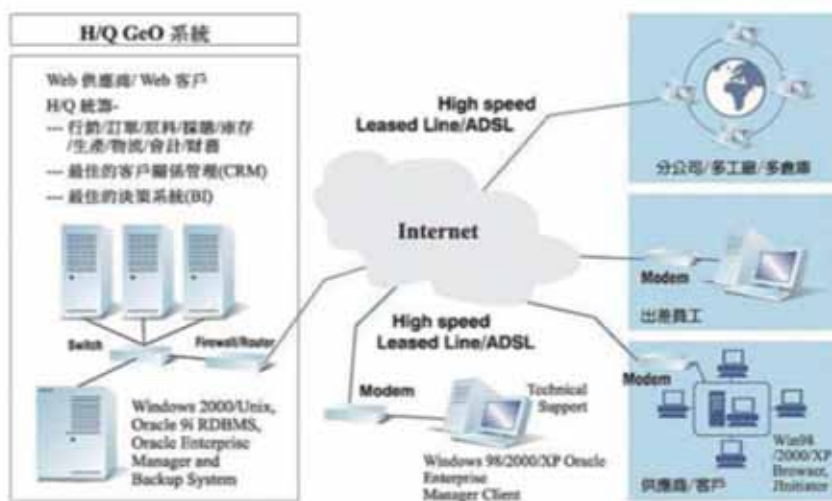 H/Q GeO 系統
Web 供應商/ Web 客戶
H/Q 統籌-
--- 行銷/訂單/原料/採購/庫存
/生產/物流/會計/財務
--- 最佳的客戶關係管理(CRM)
--- 最佳的決策系統(BI)
Switch
Firewall/Router
Windows 2000/Unix,
Oracle 9i RDBMS,
Oracle Enterprise
Manager and
Backup System
High speed
Leased Line/ADSL
Internet
High speed
Leased Line/ADSL
Modem
Technical
Support
Windows 98/2000/XP Oracle
Enterprise
Manager Client
分公司/多工廠/多倉庫
Modem
出差員工
Modem
Win98
/2000/XP
Browser,
JInitiator
供應商/客戶